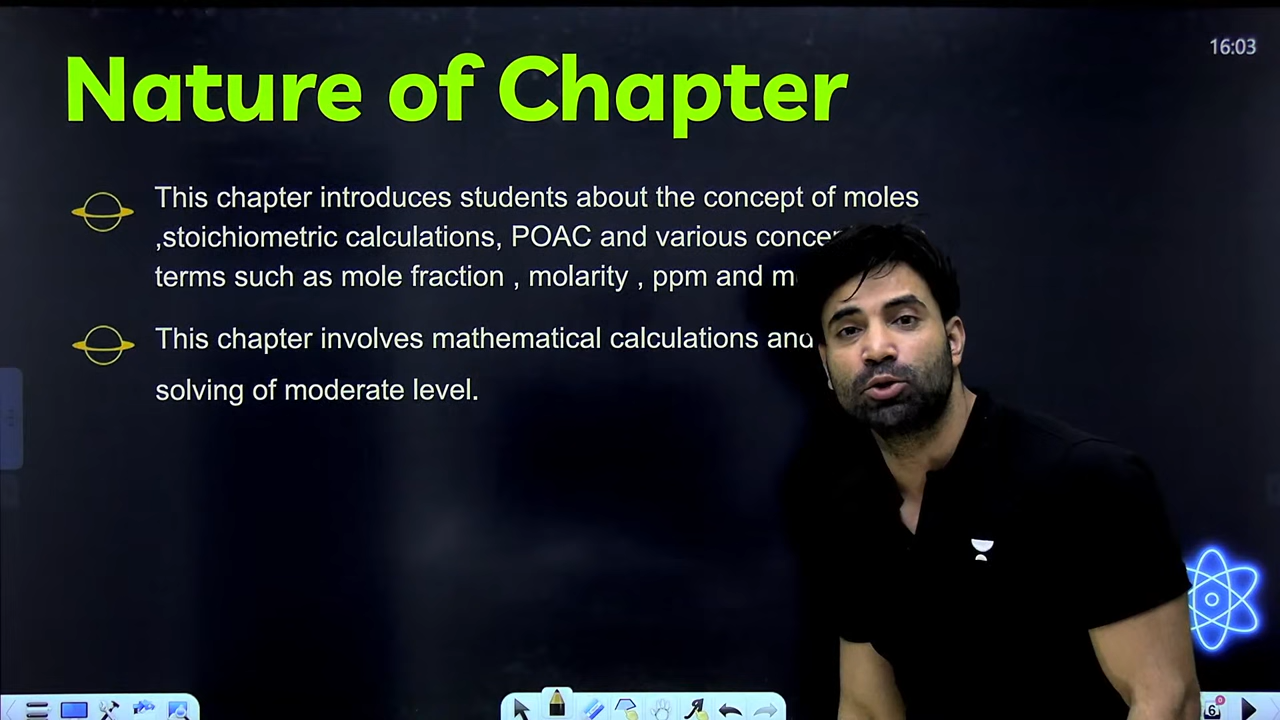 16:03
Nature of Chapter
This chapter introduces students about the concept of moles
,stoichiometric calculations, POAC and various
terms such as mole fraction , molarity , ppm and
This chapter involves mathematical calculations and
solving of moderate level.
6